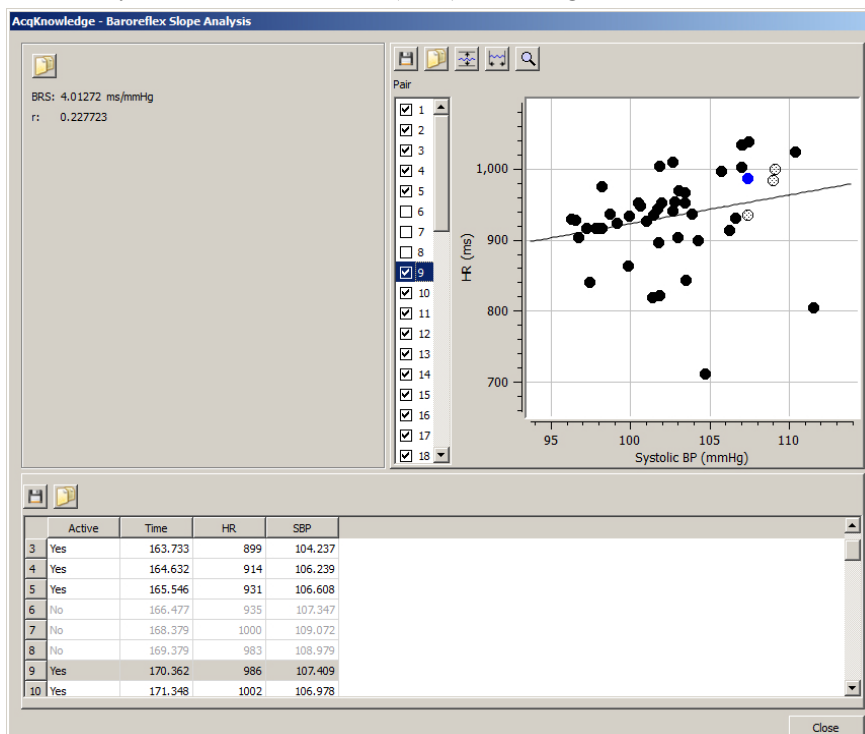 AcqKnowledge - Baroreflex Slope Analysis
BRS: 4.01272 ms/mmHg
r: 0.227723
Pair
1
2
3
4
5
6
7
8
9
10
11
12
13
14
15
16
17
18
HR (ms)
1,000
900
800
700
95 100 105 110
Systolic BP (mmHg)
Active Time HR SBP
3 Yes 163.733 899 104.237
4 Yes 164.632 914 106.239
5 Yes 165.546 931 106.608
6 No 166.477 935 107.347
7 No 168.379 1000 109.072
8 No 169.379 983 108.979
9 Yes 170.362 986 107.409
10 Yes 171.348 1002 106.978
Close